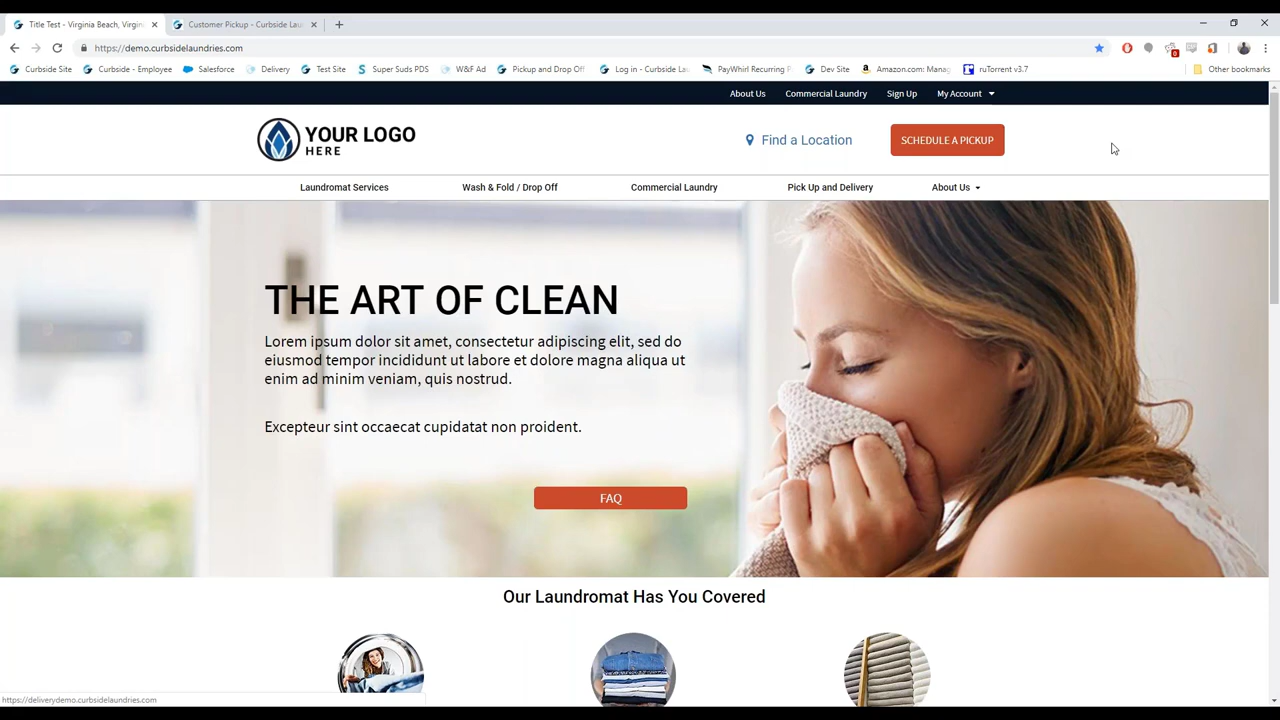 Title Test - Virginia Beach, Virgini
Customer Pickup - Curbside Lau
https://demo.curbsidelaundries.com
0
Curbside Site
Curbside - Employee
Salesforce
Delivery
Test Site
Super Suds PDS
W&F Ad
Pickup and Drop Off
Log in - Curbside La
PayWhirl Recurring P
Dev Site
Amazon.com: Manag
ruTorrent v3.7
Other bookmarks
About Us
Commercial Laundry
Sign Up
My Account
YOUR LOGO
HERE
Find a Location
SCHEDULE A PICKUP
Laundromat Services
Wash & Fold / Drop Off
Commercial Laundry
Pick Up and Delivery
About Us
THE ART OF CLEAN
Lorem ipsum dolor sit amet, consectetur adipiscing elit, sed do
eiusmod tempor incididunt ut labore et dolore magna aliqua ut
enim ad minim veniam, quis nostrud.
Excepteur sint occaecat cupidatat non proident.
FAQ
Our Laundromat Has You Covered
https://deliverydemo.curbsidelaundries.com